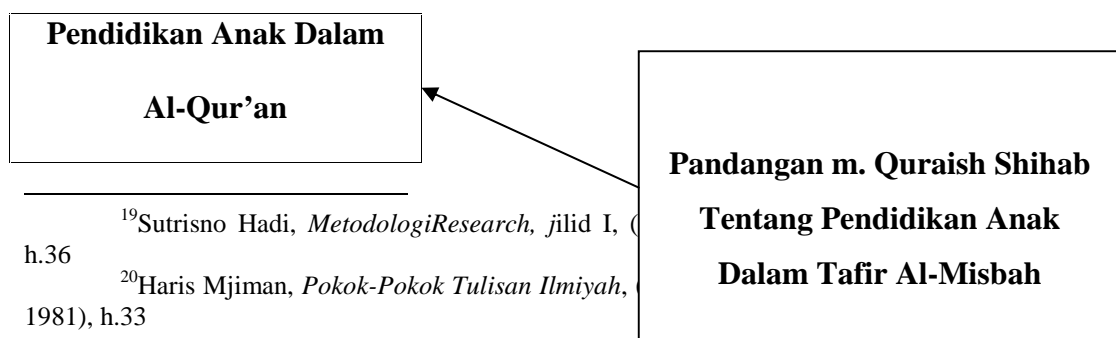 Pendidikan Anak Dalam
Al-Qur’an
Pandangan m. Quraish Shihab
Tentang Pendidikan Anak
Dalam Tafir Al-Misbah
19Sutrisno Hadi, MetodologiResearch, jilid I, (
h.36
20Haris Mjiman, Pokok-Pokok Tulisan Ilmiyah, (
1981), h.33